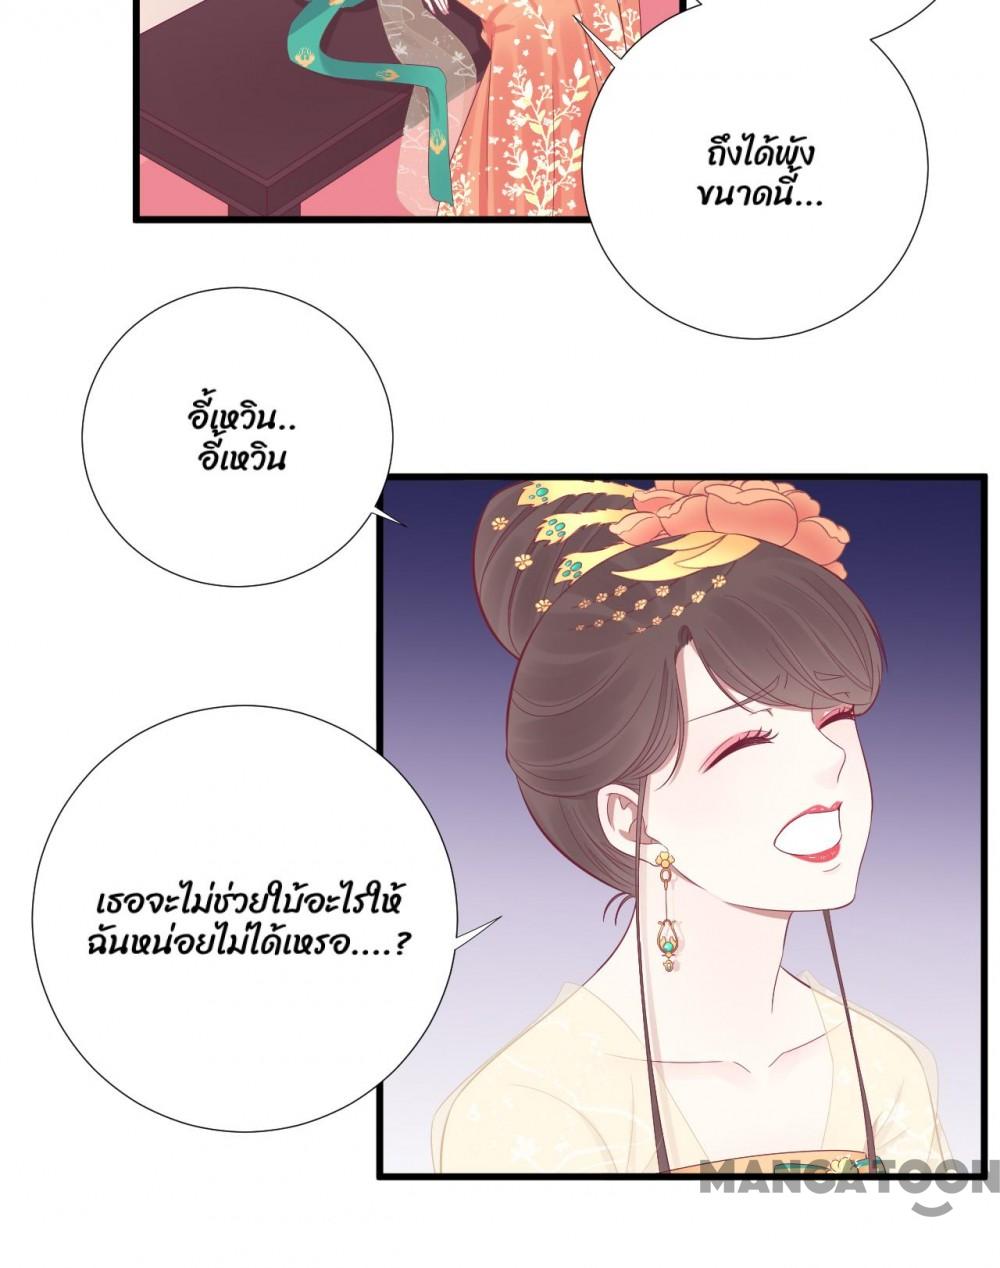 ถึงได้พัง
ขนาดนี้...
อี้เหวิน..
อี้เหวิน
เธอจะไม่ช่วยใบ้อะไรให้
ฉันหน่อยไม่ได้เหรอ....?
MANGATOON